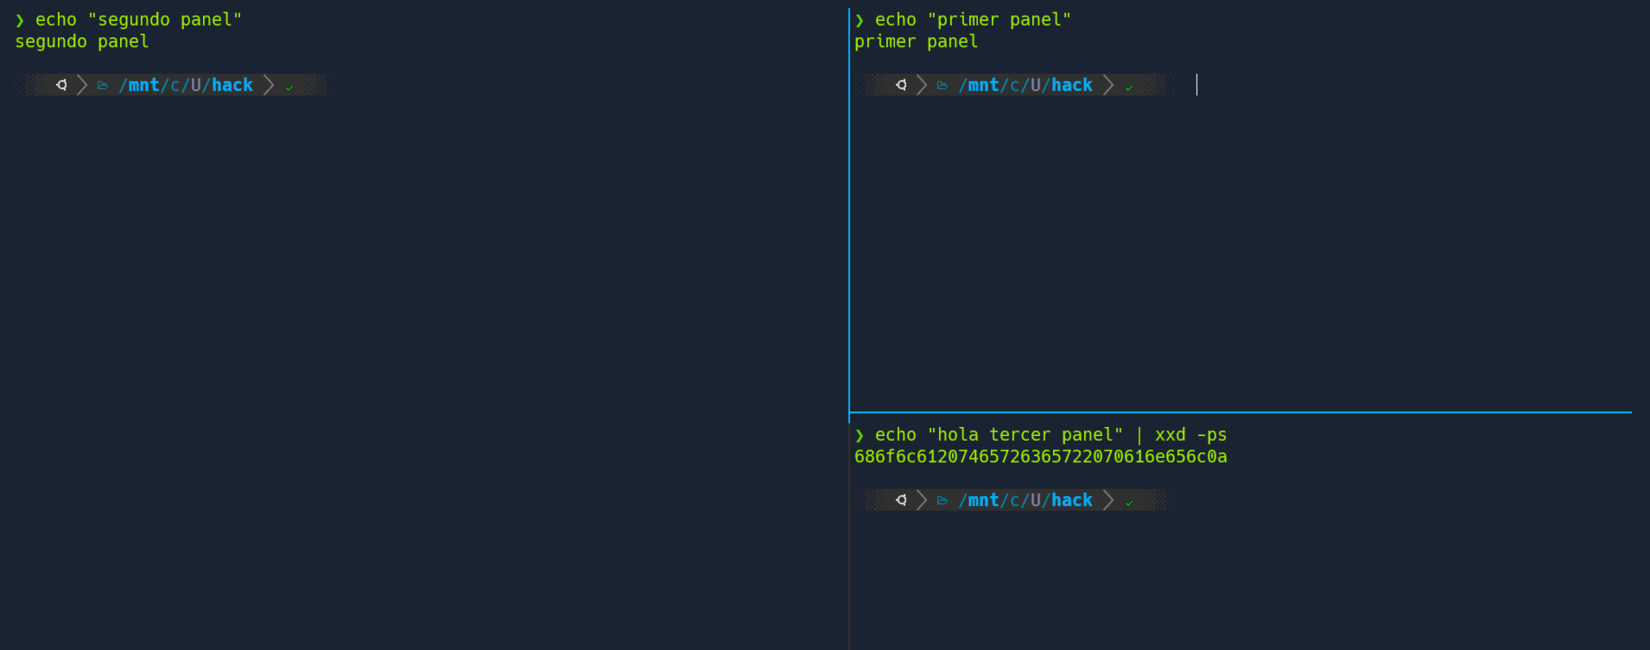 ❯ echo "segundo panel"
segundo panel
/mnt/c/U/hack
❯ echo "primer panel"
primer panel
/mnt/c/U/hack
❯ echo "hola tercer panel" | xxd -ps
686f6c61207465726365722070616e656c0a
/mnt/c/U/hack